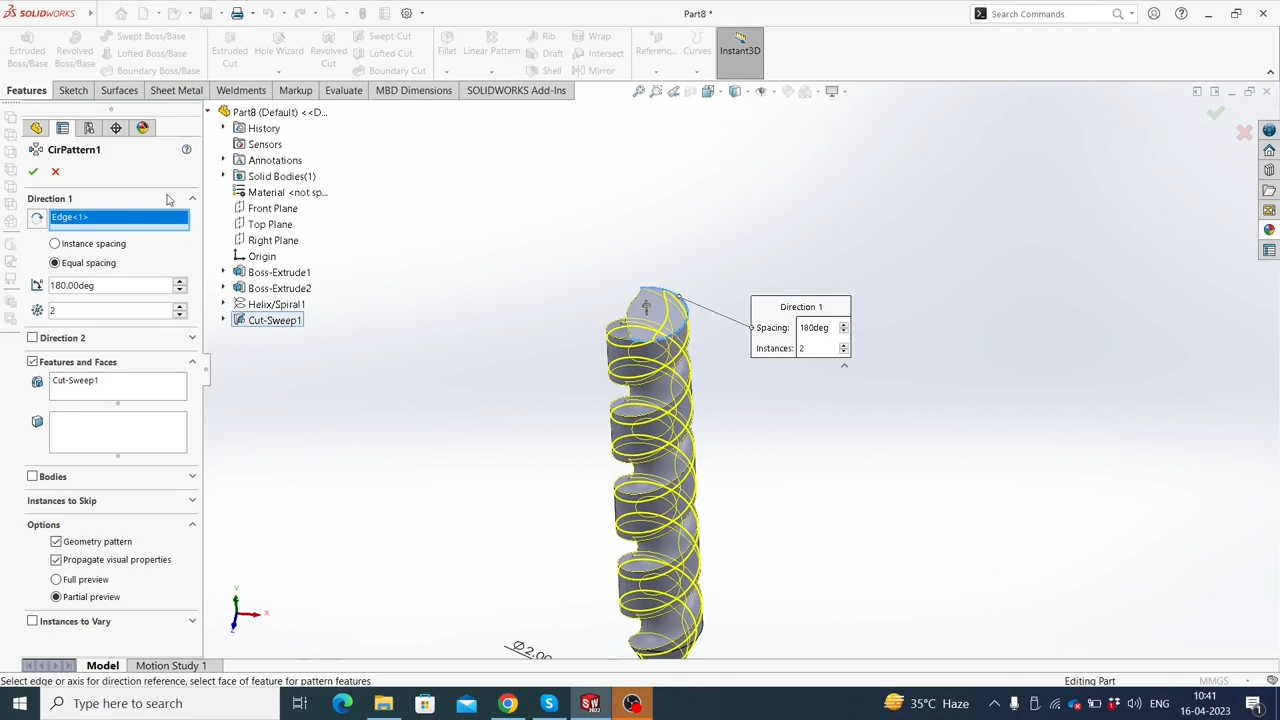 SOLIDWORKS
Part8 *
Search Commands
Extruded Boss/Base
Revolved Boss/Base
Swept Boss/Base
Lofted Boss/Base
Boundary Boss/Base
Extruded Cut
Hole Wizard
Revolved Cut
Swept Cut
Lofted Cut
Boundary Cut
Fillet
Linear Pattern
Rib
Draft
Shell
Wrap
Intersect
Mirror
Referenc...
Curves
Instant3D
Features
Sketch
Surfaces
Sheet Metal
Weldments
Markup
Evaluate
MBD Dimensions
SOLIDWORKS Add-Ins
CirPattern1
Direction 1
Edge<1>
Instance spacing
Equal spacing
180.00deg
2
Direction 2
Features and Faces
Cut-Sweep1
Bodies
Instances to Skip
Options
Geometry pattern
Propagate visual properties
Full preview
Partial preview
Instances to Vary
Part8 (Default) <<D...
History
Sensors
Annotations
Solid Bodies(1)
Material <not sp...
Front Plane
Top Plane
Right Plane
Origin
Boss-Extrude1
Boss-Extrude2
Helix/Spiral1
Cut-Sweep1
Direction 1
Spacing: 180deg
Instances: 2
Ø2.00
Y
X
Z
Model
Motion Study 1
Select edge or axis for direction reference, select face of feature for pattern features
Editing Part
MMGS
Type here to search
35°C Haze
ENG
10:41
16-04-2023